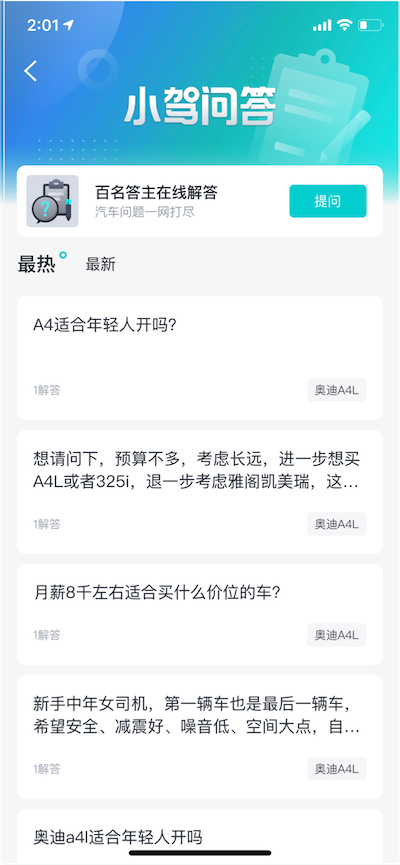 2:01
小驾问答
百名答主在线解答
汽车问题一网打尽
提问
最热
最新
A4适合年轻人开吗?
1解答
奥迪A4L
想请问下，预算不多，考虑长远，进一步想买
A4L或者325i，退一步考虑雅阁凯美瑞，这...
1解答
奥迪A4L
月薪8千左右适合买什么价位的车?
1解答
奥迪A4L
新手中年女司机，第一辆车也是最后一辆车，
希望安全、减震好、噪音低、空间大点，自...
1解答
奥迪A4L
奥迪a4l适合年轻人开吗